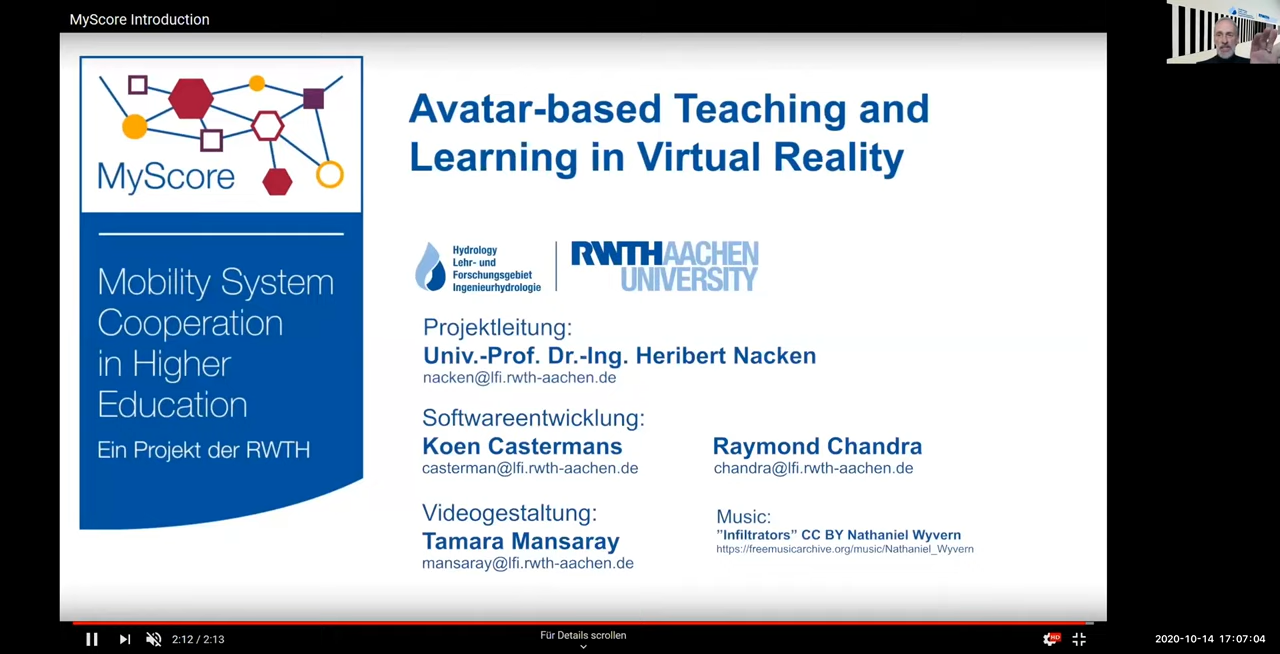 MyScore Introduction
MyScore
Mobility System
Cooperation
in Higher
Education
Ein Projekt der RWTH
Avatar-based Teaching and
Learning in Virtual Reality
Hydrology
Lehr- und
Forschungsgebiet
Ingenieurhydrologie
RWTHAACHEN
UNIVERSITY
Projektleitung:
Univ.-Prof. Dr.-Ing. Heribert Nacken
nacken@lfi.rwth-aachen.de
Softwareentwicklung:
Koen Castermans
casterman@lfi.rwth-aachen.de
Raymond Chandra
chandra@lfi.rwth-aachen.de
Videogestaltung:
Tamara Mansaray
mansaray@lfi.rwth-aachen.de
Music:
”Infiltrators” CC BY Nathaniel Wyvern
https://freemusicarchive.org/music/Nathaniel_Wyvern
2:12 / 2:13
Für Details scrollen
HD
2020-10-14 17:07:04